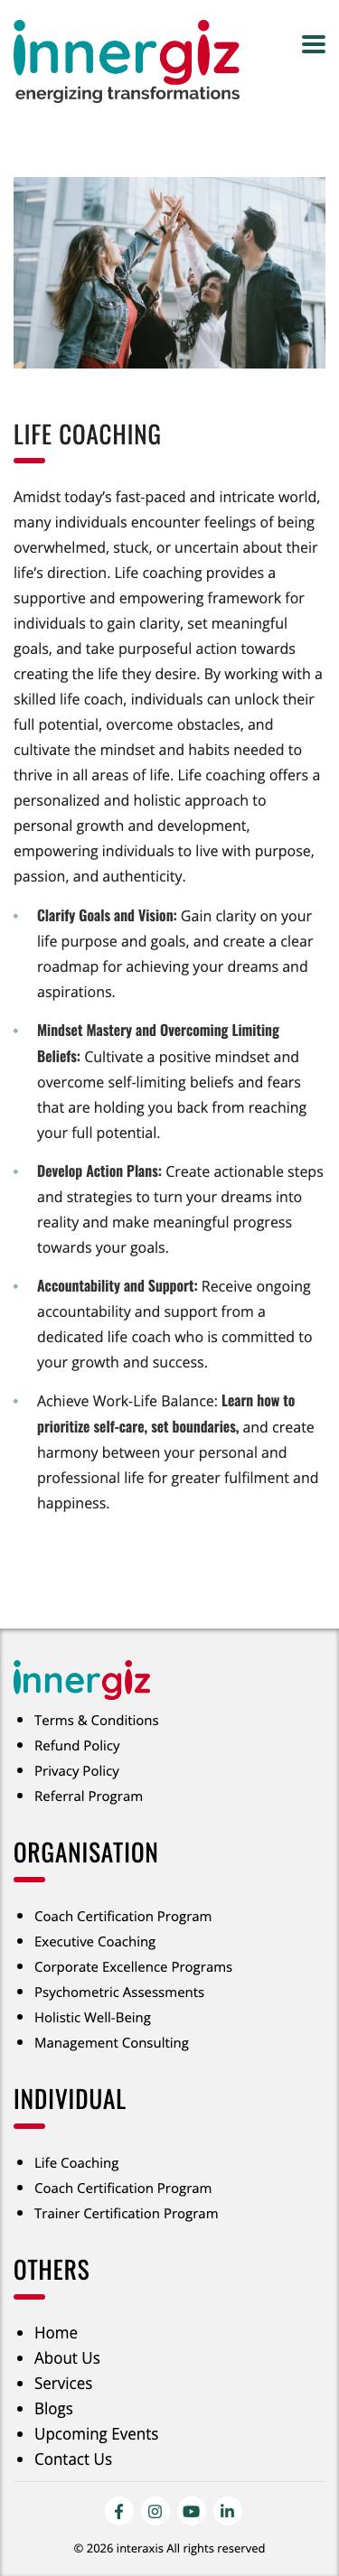 innergiz
energizing transformations
LIFE COACHING
Amidst today’s fast-paced and intricate world,
many individuals encounter feelings of being
overwhelmed, stuck, or uncertain about their
life’s direction. Life coaching provides a
supportive and empowering framework for
individuals to gain clarity, set meaningful
goals, and take purposeful action towards
creating the life they desire. By working with a
skilled life coach, individuals can unlock their
full potential, overcome obstacles, and
cultivate the mindset and habits needed to
thrive in all areas of life. Life coaching offers a
personalized and holistic approach to
personal growth and development,
empowering individuals to live with purpose,
passion, and authenticity.
Clarify Goals and Vision: Gain clarity on your
life purpose and goals, and create a clear
roadmap for achieving your dreams and
aspirations.
Mindset Mastery and Overcoming Limiting
Beliefs: Cultivate a positive mindset and
overcome self-limiting beliefs and fears
that are holding you back from reaching
your full potential.
Develop Action Plans: Create actionable steps
and strategies to turn your dreams into
reality and make meaningful progress
towards your goals.
Accountability and Support: Receive ongoing
accountability and support from a
dedicated life coach who is committed to
your growth and success.
Achieve Work-Life Balance: Learn how to
prioritize self-care, set boundaries, and create
harmony between your personal and
professional life for greater fulfilment and
happiness.
innergiz
Terms & Conditions
Refund Policy
Privacy Policy
Referral Program
ORGANISATION
Coach Certification Program
Executive Coaching
Corporate Excellence Programs
Psychometric Assessments
Holistic Well-Being
Management Consulting
INDIVIDUAL
Life Coaching
Coach Certification Program
Trainer Certification Program
OTHERS
Home
About Us
Services
Blogs
Upcoming Events
Contact Us
© 2026 interaxis All rights reserved